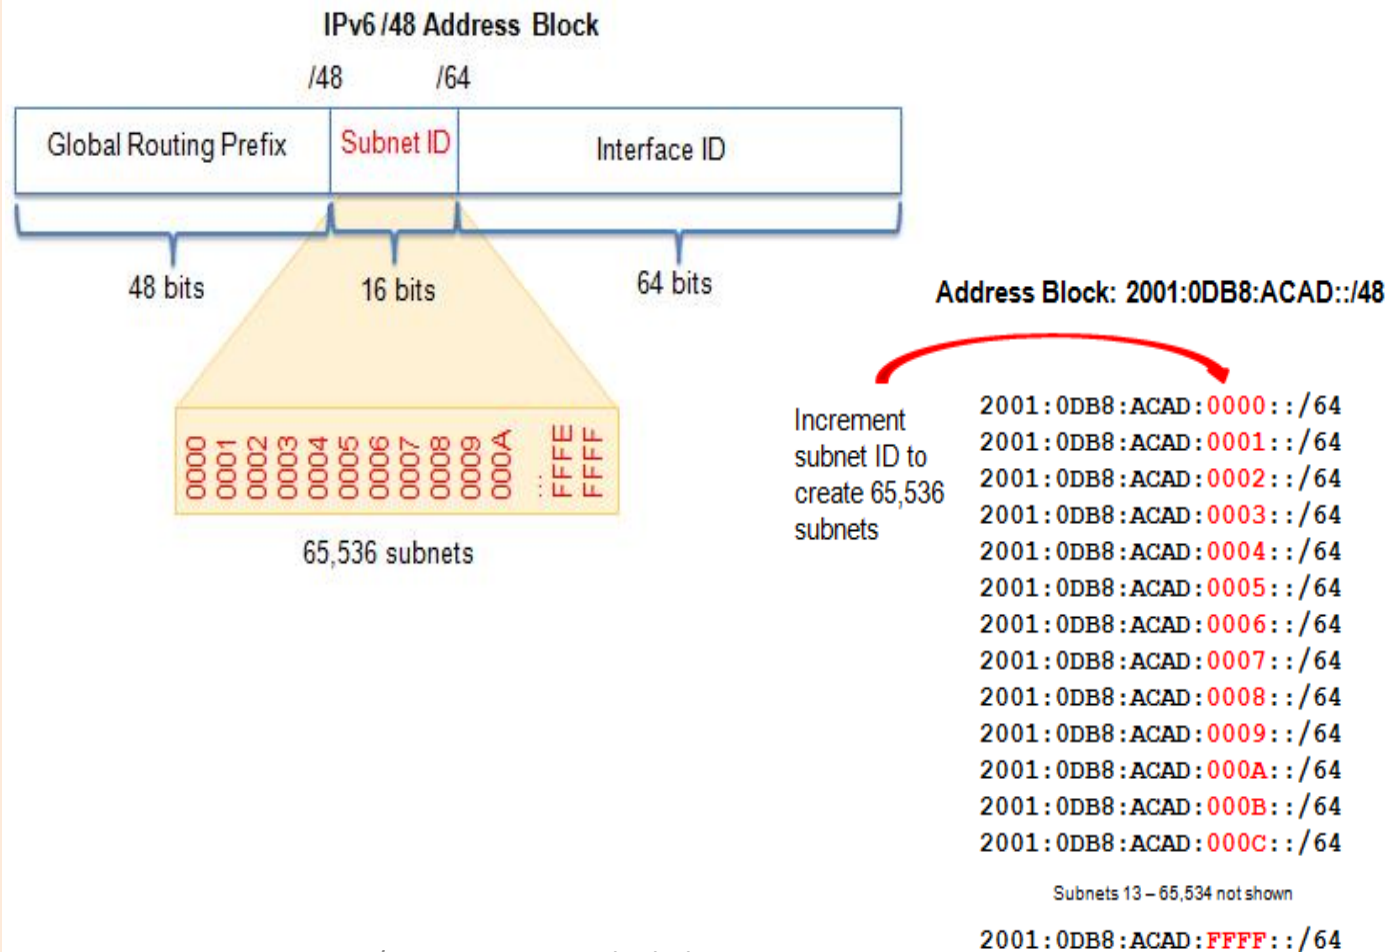 IPv6 /48 Address Block
/48 /64
Global Routing Prefix Subnet ID Interface ID
48 bits 16 bits 64 bits
0000
0001
0002
0003
0004
0005
0006
0007
0008
0009
000A
...
FFFE
FFFF
65,536 subnets
Address Block: 2001:0DB8:ACAD::/48
Increment
subnet ID to
create 65,536
subnets
2001:0DB8:ACAD:0000::/64
2001:0DB8:ACAD:0001::/64
2001:0DB8:ACAD:0002::/64
2001:0DB8:ACAD:0003::/64
2001:0DB8:ACAD:0004::/64
2001:0DB8:ACAD:0005::/64
2001:0DB8:ACAD:0006::/64
2001:0DB8:ACAD:0007::/64
2001:0DB8:ACAD:0008::/64
2001:0DB8:ACAD:0009::/64
2001:0DB8:ACAD:000A::/64
2001:0DB8:ACAD:000B::/64
2001:0DB8:ACAD:000C::/64
Subnets 13 – 65,534 not shown
2001:0DB8:ACAD:FFFF::/64